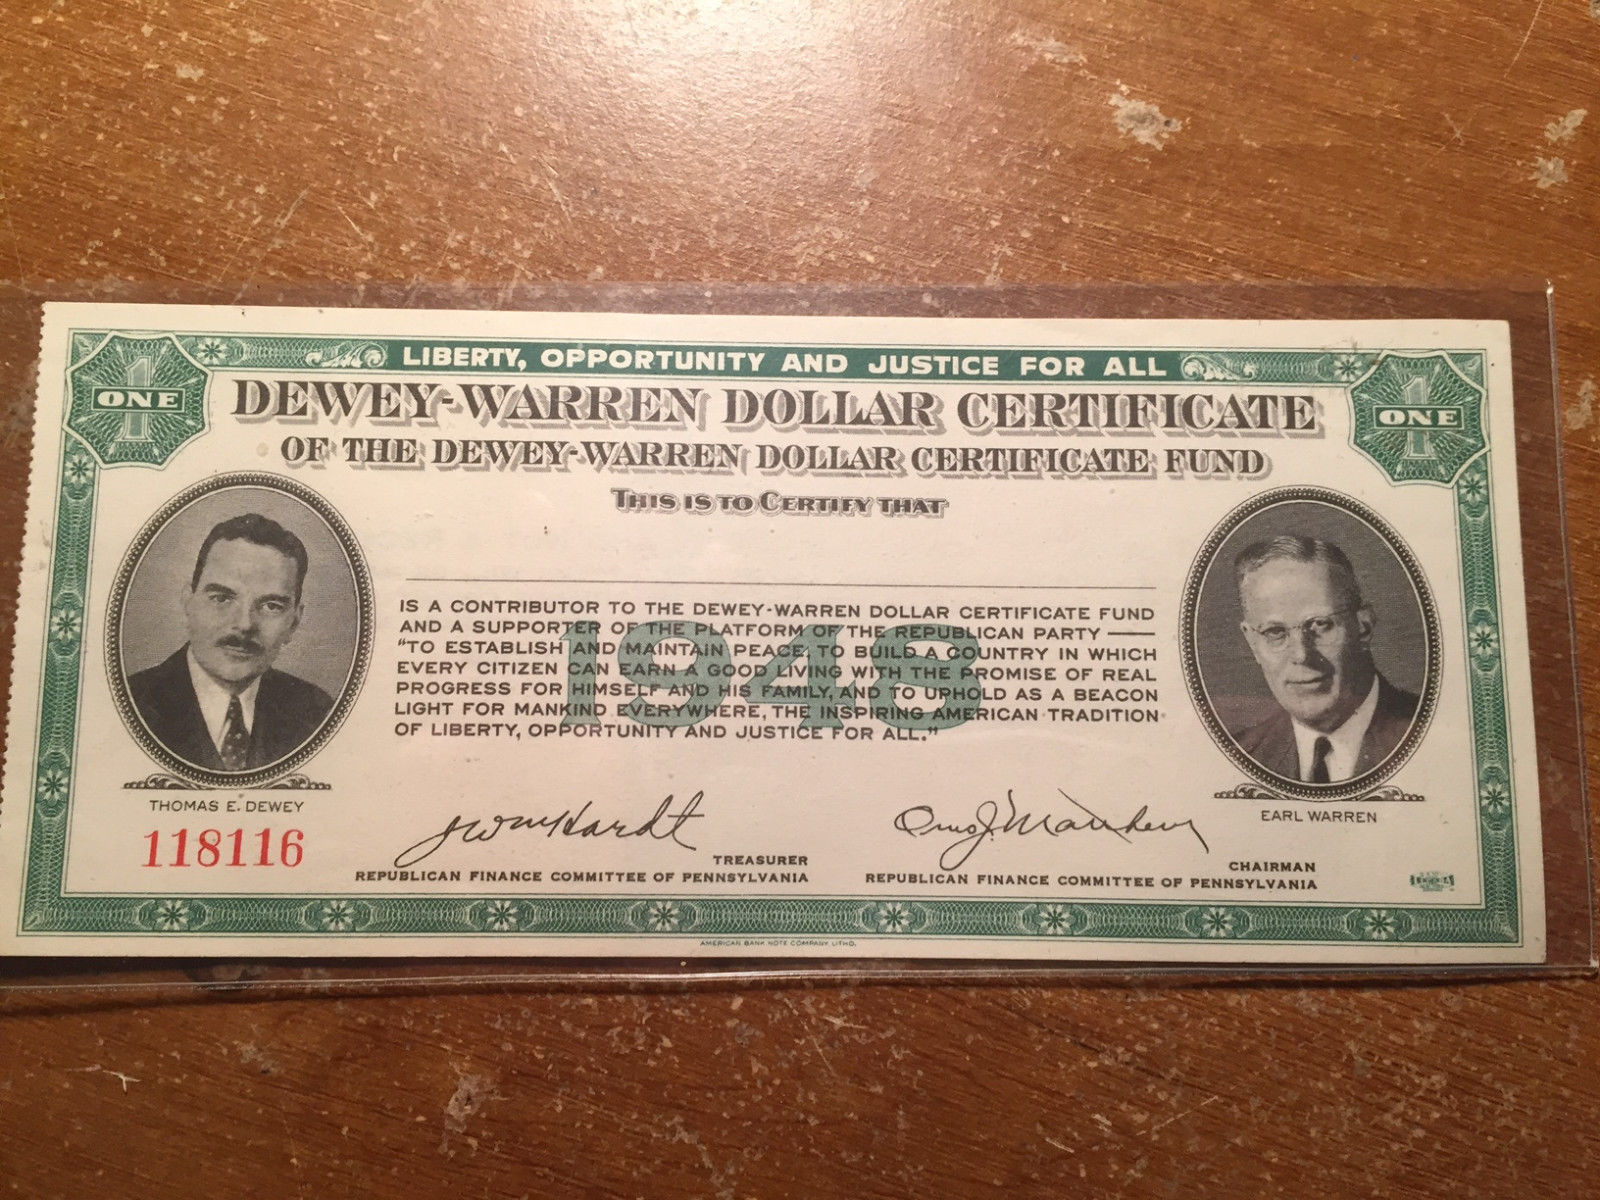 LIBERTY, OPPORTUNITY AND JUSTICE FOR ALL
1 ONE
1 ONE
DEWEY-WARREN DOLLAR CERTIFICATE
OF THE DEWEY-WARREN DOLLAR CERTIFICATE FUND
THIS IS TO CERTIFY THAT
1948
IS A CONTRIBUTOR TO THE DEWEY-WARREN DOLLAR CERTIFICATE FUND
AND A SUPPORTER OF THE PLATFORM OF THE REPUBLICAN PARTY —
"TO ESTABLISH AND MAINTAIN PEACE, TO BUILD A COUNTRY IN WHICH
EVERY CITIZEN CAN EARN A GOOD LIVING WITH THE PROMISE OF REAL
PROGRESS FOR HIMSELF AND HIS FAMILY, AND TO UPHOLD AS A BEACON
LIGHT FOR MANKIND EVERYWHERE, THE INSPIRING AMERICAN TRADITION
OF LIBERTY, OPPORTUNITY AND JUSTICE FOR ALL."
THOMAS E. DEWEY
118116
EARL WARREN
TREASURER
REPUBLICAN FINANCE COMMITTEE OF PENNSYLVANIA
CHAIRMAN
REPUBLICAN FINANCE COMMITTEE OF PENNSYLVANIA
AMERICAN BANK NOTE COMPANY LITHO.